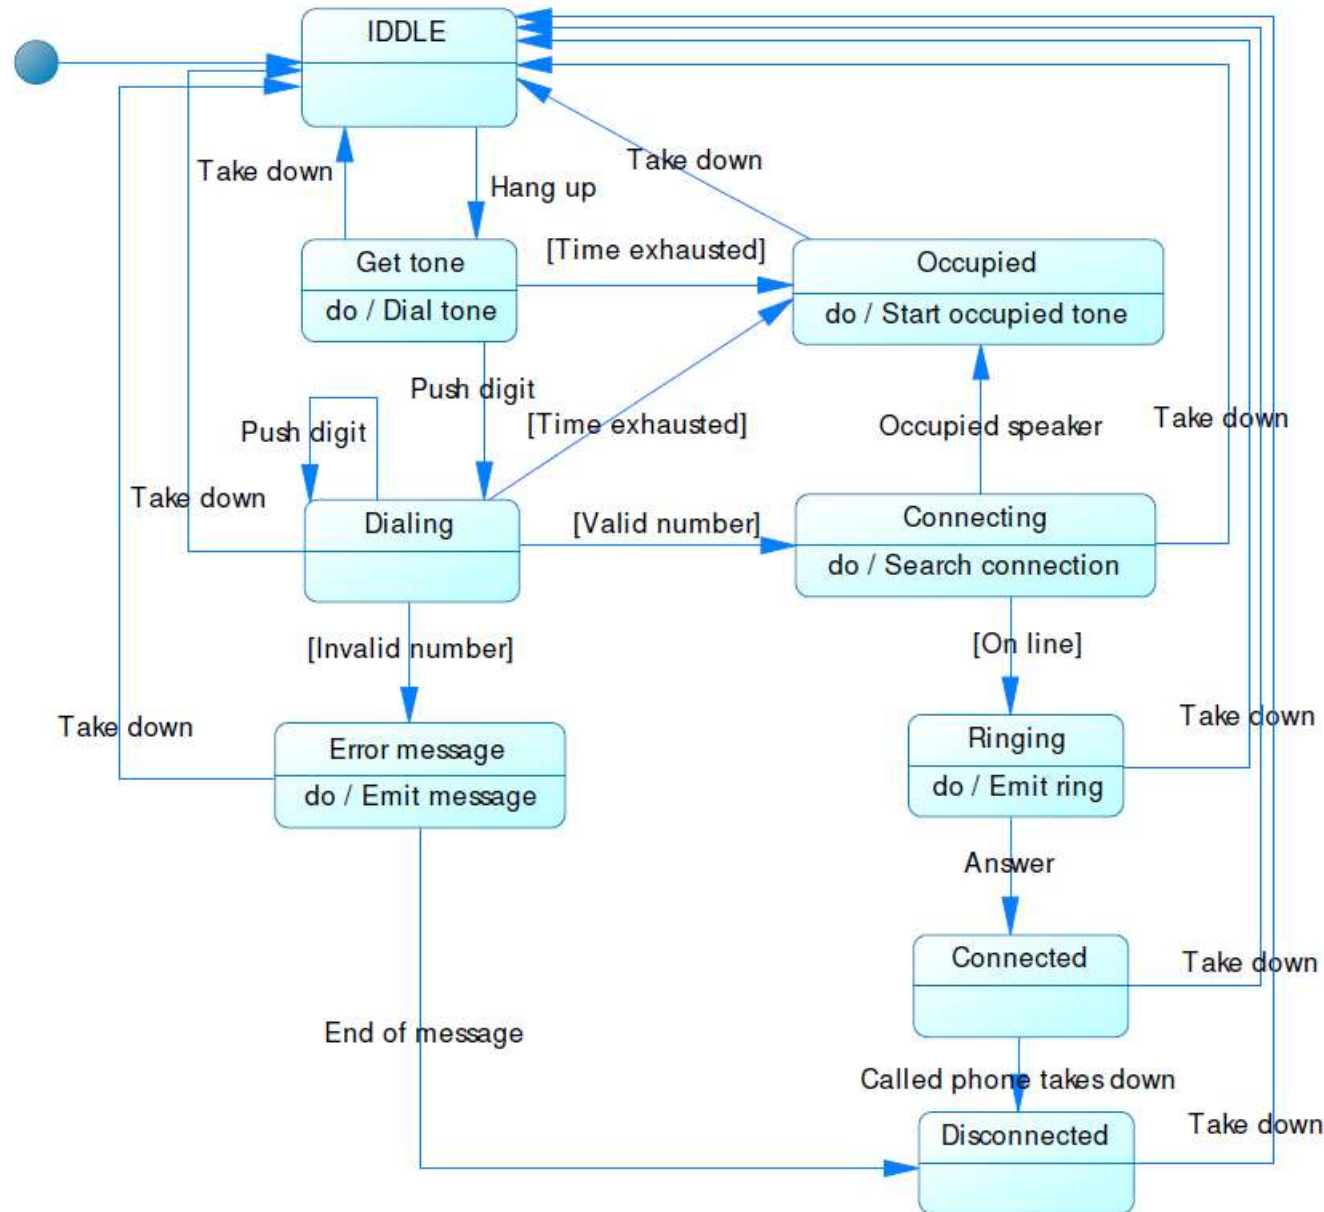 IDDLE
Take down
Take down
Hang up
[Time exhausted]
Get tone
do / Dial tone
Occupied
do / Start occupied tone
Push digit
Push digit
[Time exhausted]
Occupied speaker
Take down
Take down
Dialing
[Valid number]
Connecting
do / Search connection
[Invalid number]
[On line]
Take down
Take down
Error message
do / Emit message
Ringing
do / Emit ring
Answer
Connected
Take down
End of message
Called phone takes down
Disconnected
Take down